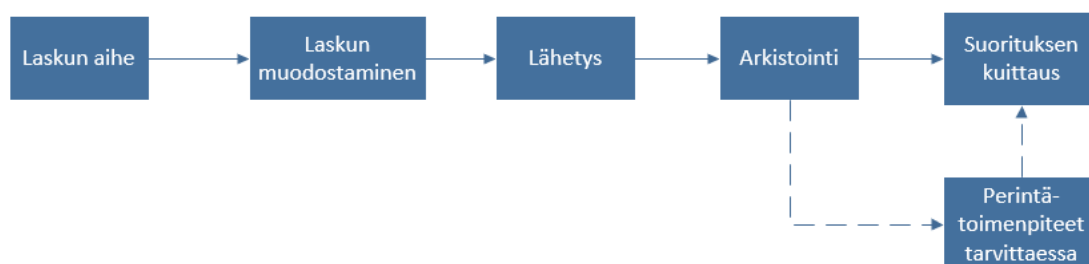 Laskun aihe
Laskun
muodostaminen
Lähetys
Arkistointi
Suorituksen
kuittaus
Perintä-
toimenpiteet
tarvittaessa